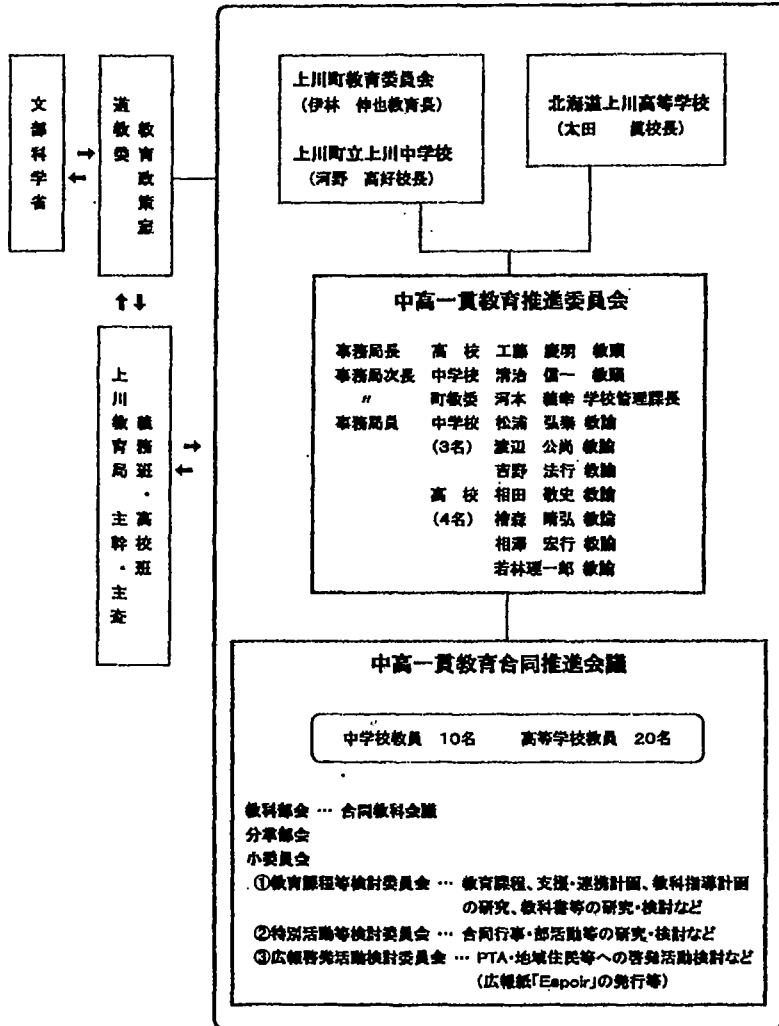 文部科学省
道教委
教育政策室
上川教育局 主幹・主査
義務班・高校班
上川町教育委員会
(伊林 伸也教育長)
上川町立上川中学校
(河野 高好校長)
北海道上川高等学校
(太田 眞校長)
中高一貫教育推進委員会
事務局長 高校 工藤 慶明 教頭
事務局次長 中学校 清治 信一 教頭
〃 町教委 河本 義幸 学校管理課長
事務局員 中学校 松浦 弘泰 教諭
(3名) 渡辺 公尚 教諭
吉野 法行 教諭
高校 相田 敬史 教諭
(4名) 檜森 晴弘 教諭
相澤 宏行 教諭
若林理一郎 教諭
中高一貫教育合同推進会議
中学校教員 10名 高等学校教員 20名
教科部会 … 合同教科会議
分掌部会
小委員会
①教育課程等検討委員会 … 教育課程、支援・連携計画、教科指導計画
の研究、教科書等の研究・検討など
②特別活動等検討委員会 … 合同行事・部活動等の研究・検討など
③広報啓発活動検討委員会 … PTA・地域住民等への啓発活動検討など
(広報紙「Espoir」の発行等)